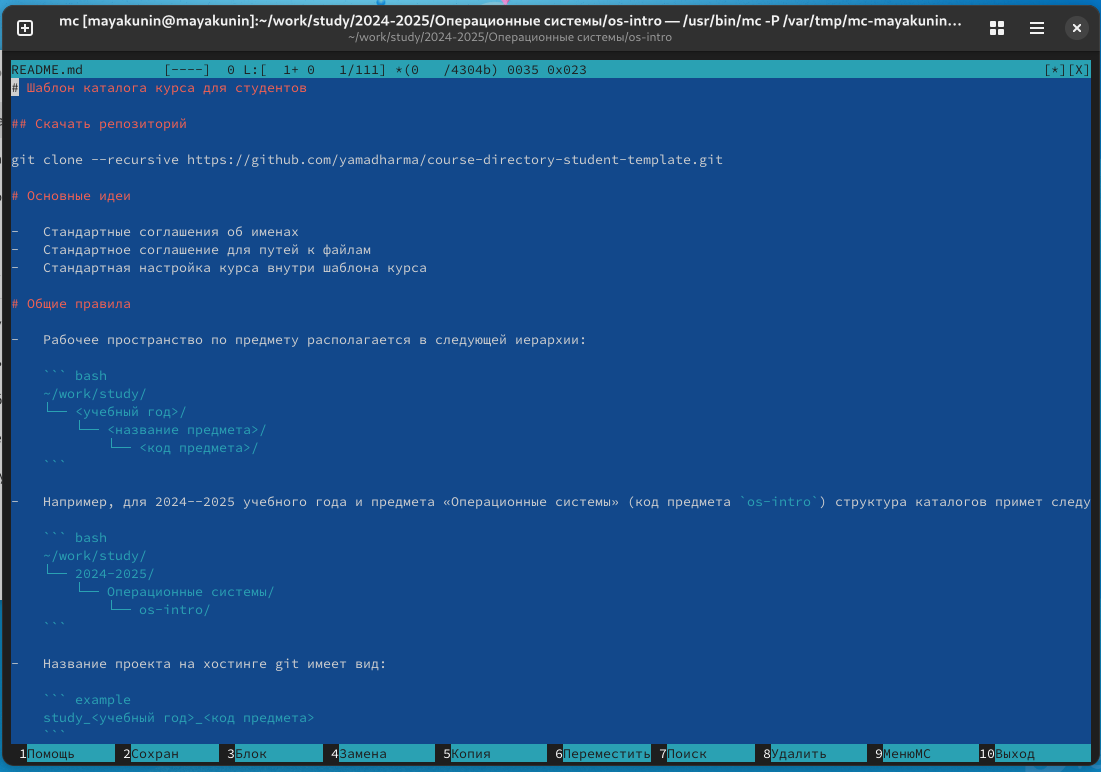 mc [mayakunin@mayakunin]:~/work/study/2024-2025/Операционные системы/os-intro — /usr/bin/mc -P /var/tmp/mc-mayakunin…
~/work/study/2024-2025/Операционные системы/os-intro
README.md [----] 0 L:[ 1+ 0 1/111] *(0 /4304b) 0035 0x023 [*][X]
# Шаблон каталога курса для студентов
## Скачать репозиторий
git clone --recursive https://github.com/yamadharma/course-directory-student-template.git
# Основные идеи
- Стандартные соглашения об именах
- Стандартное соглашение для путей к файлам
- Стандартная настройка курса внутри шаблона курса
# Общие правила
- Рабочее пространство по предмету располагается в следующей иерархии:
``` bash
~/work/study/
└── <учебный год>/
└── <название предмета>/
└── <код предмета>/
```
- Например, для 2024--2025 учебного года и предмета «Операционные системы» (код предмета `os-intro`) структура каталогов примет следу
``` bash
~/work/study/
└── 2024-2025/
└── Операционные системы/
└── os-intro/
```
- Название проекта на хостинге git имеет вид:
``` example
study_<учебный год>_<код предмета>
```
1Помощь 2Сохран 3Блок 4Замена 5Копия 6Переместить 7Поиск 8Удалить 9МенюМС 10Выход